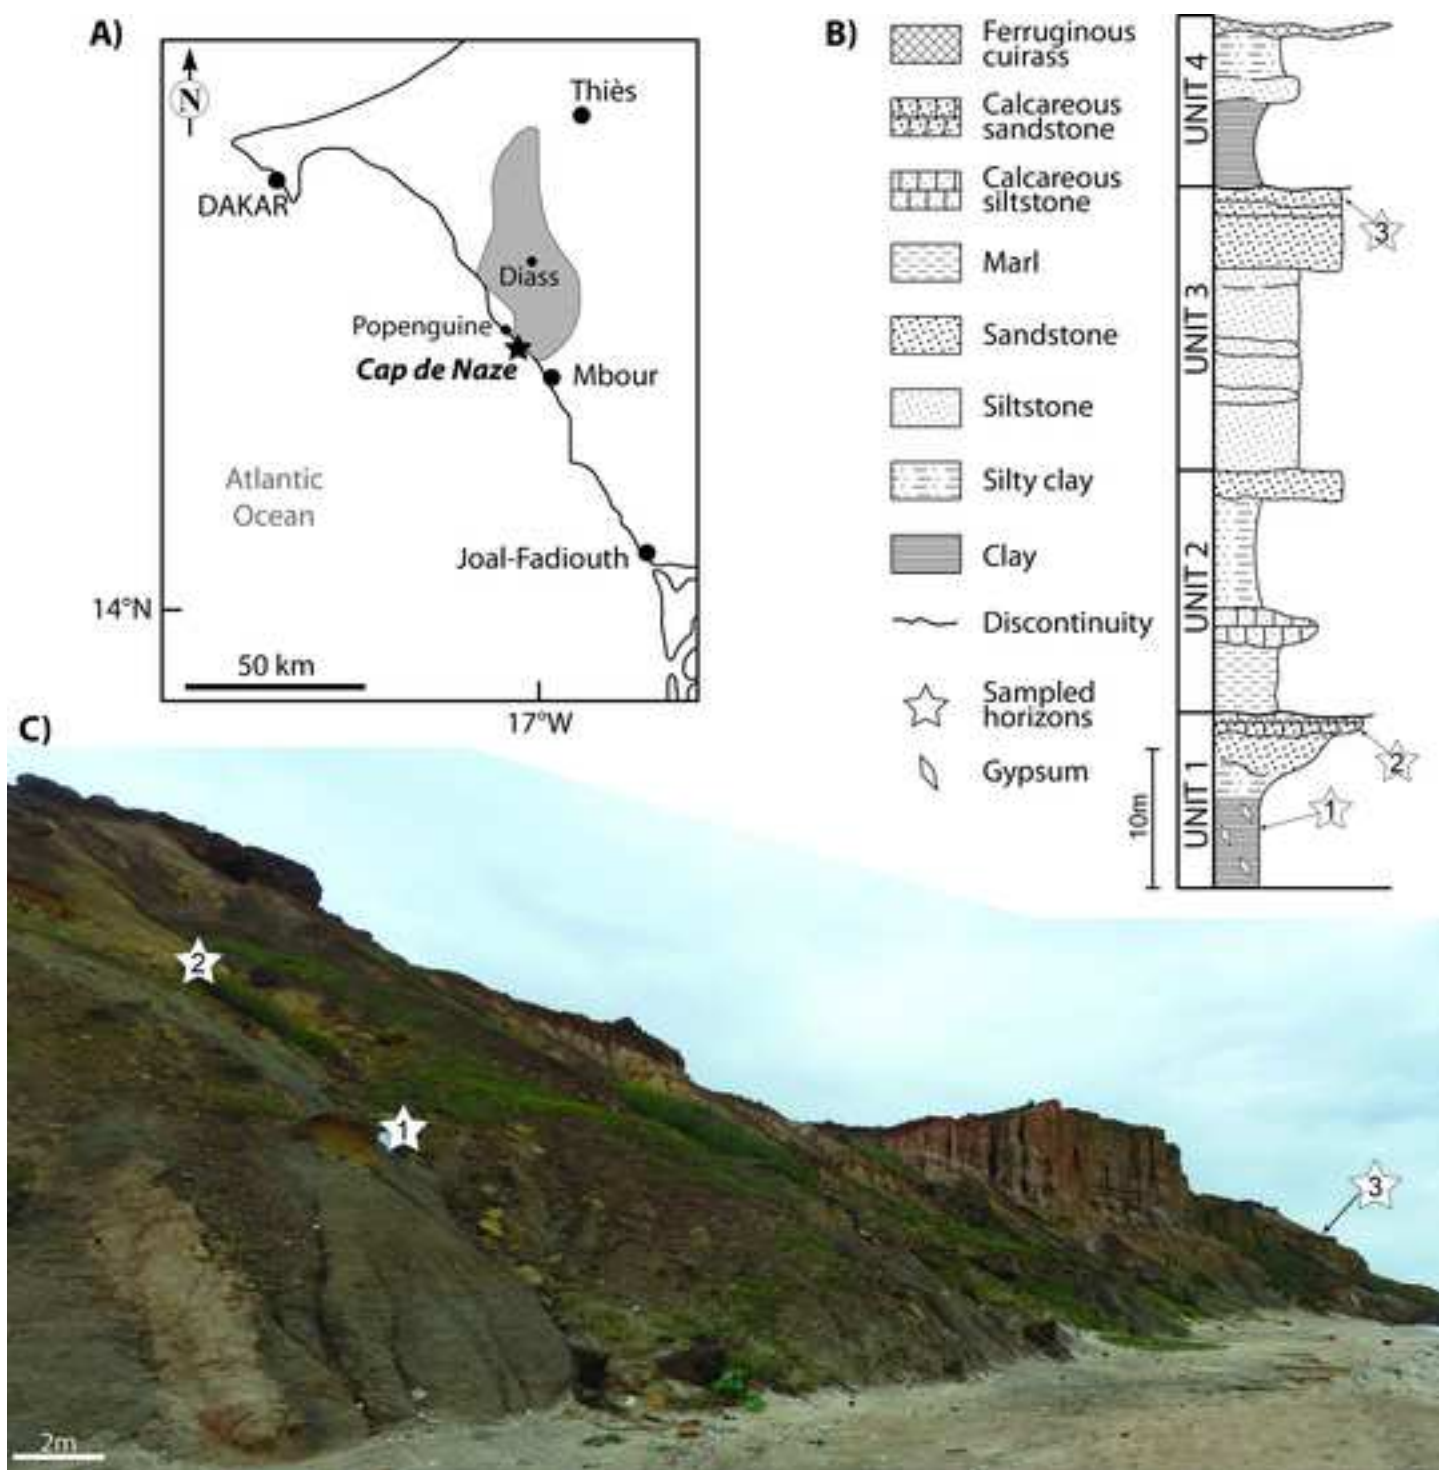 A)
N
Thiès
DAKAR
Diass
Popenguine
Cap de Naze
Mbour
Atlantic
Ocean
Joal-Fadiouth
14°N
50 km
17°W
B)
Ferruginous
cuirass
Calcareous
sandstone
Calcareous
siltstone
Marl
Sandstone
Siltstone
Silty clay
Clay
Discontinuity
Sampled
horizons
Gypsum
UNIT 4
3
UNIT 3
UNIT 2
2
UNIT 1
1
10m
C)
2
1
3
2m